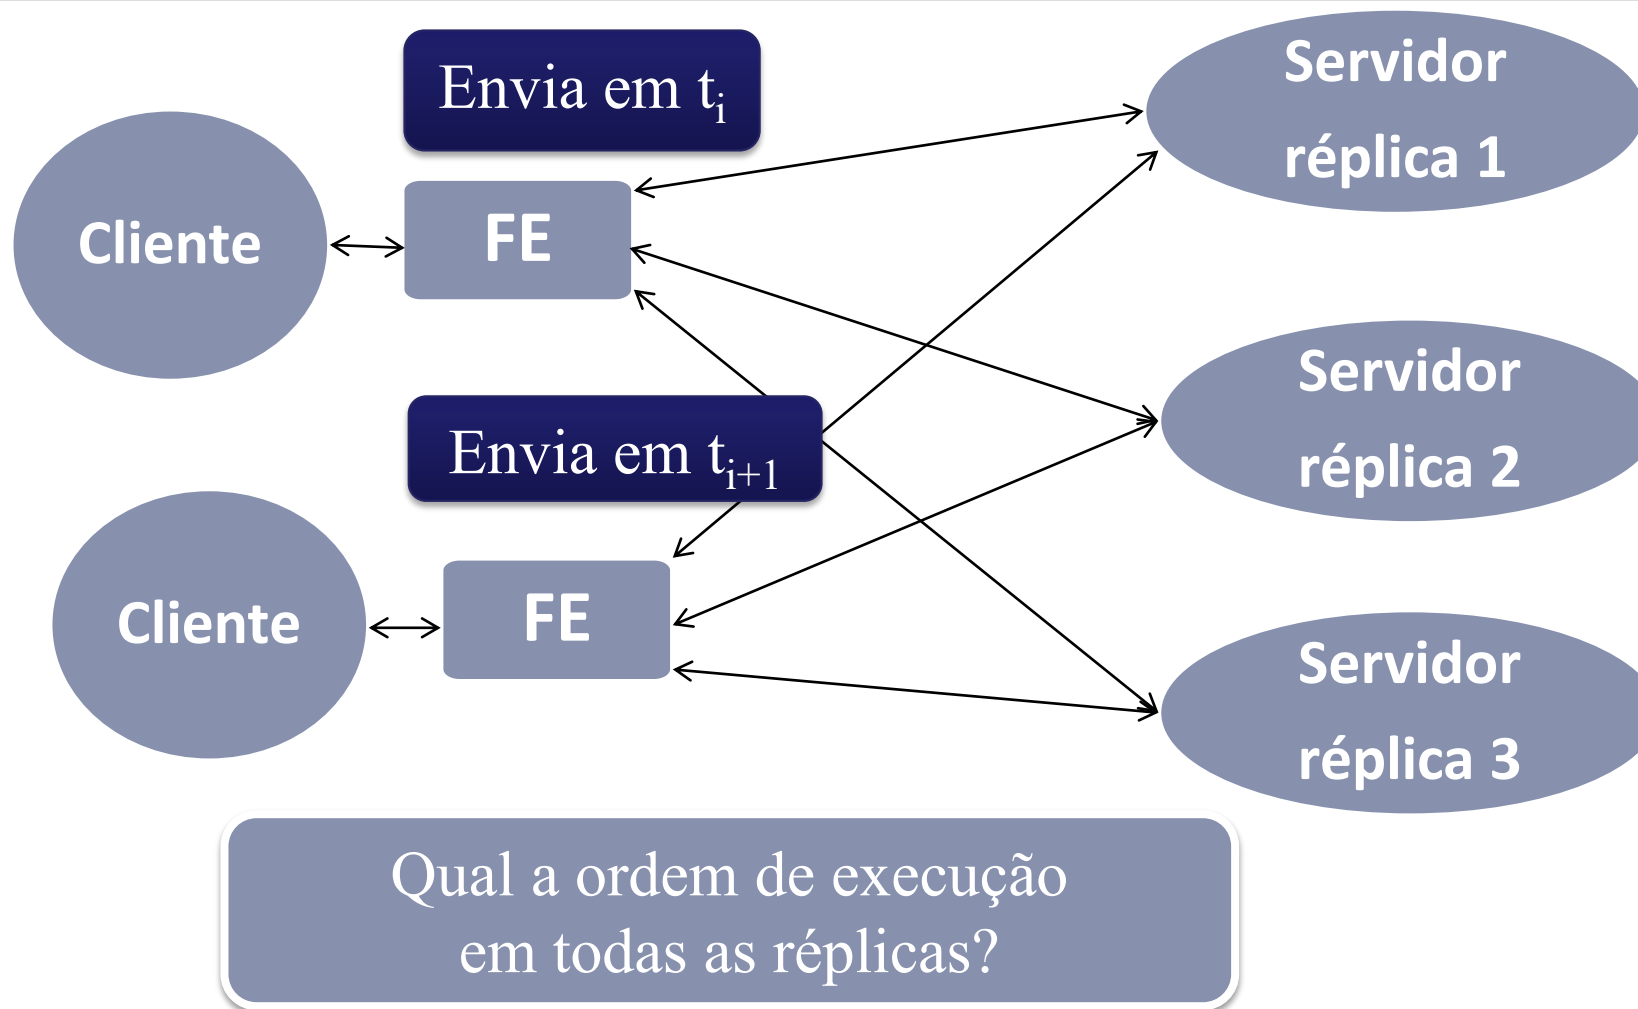 Envia em tᵢ
Servidor
réplica 1
Cliente
FE
Servidor
réplica 2
Envia em tᵢ₊₁
Cliente
FE
Servidor
réplica 3
Qual a ordem de execução
em todas as réplicas?